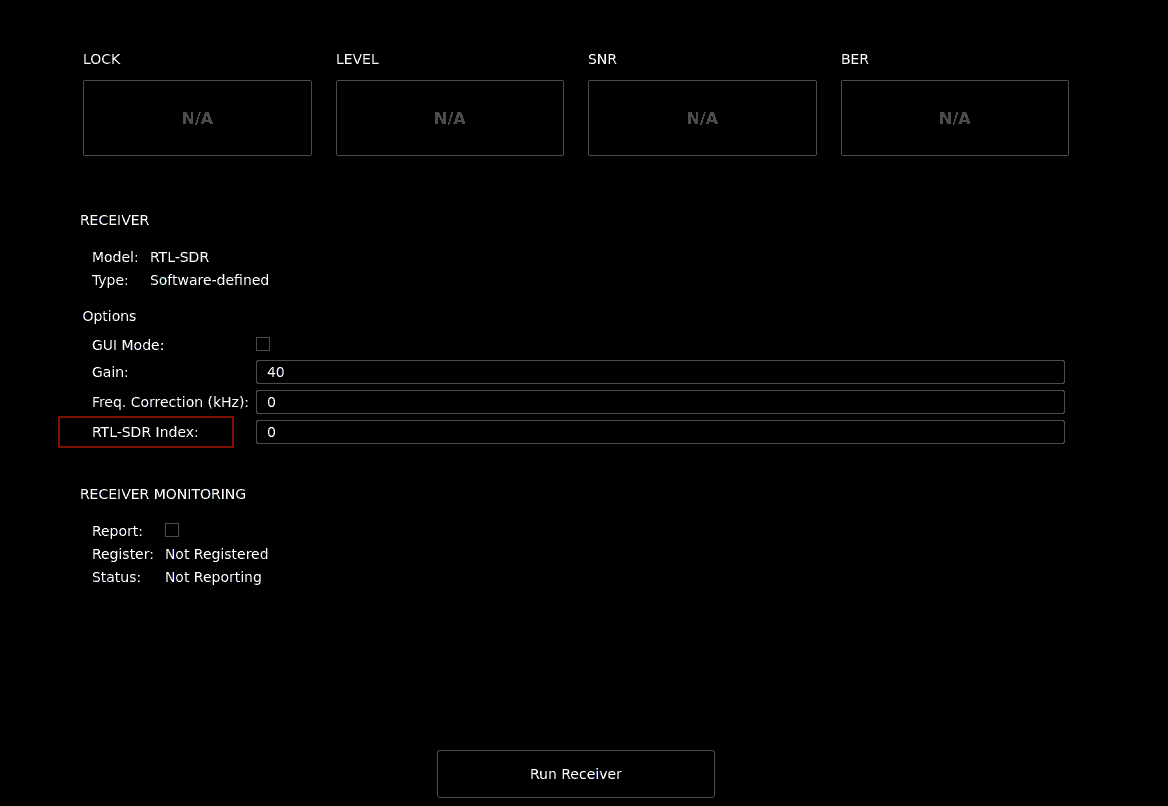 LOCK LEVEL SNR BER
N/A N/A N/A N/A
RECEIVER
Model: RTL-SDR
Type: Software-defined
Options
GUI Mode:
Gain: 40
Freq. Correction (kHz): 0
RTL-SDR Index: 0
RECEIVER MONITORING
Report:
Register: Not Registered
Status: Not Reporting
Run Receiver